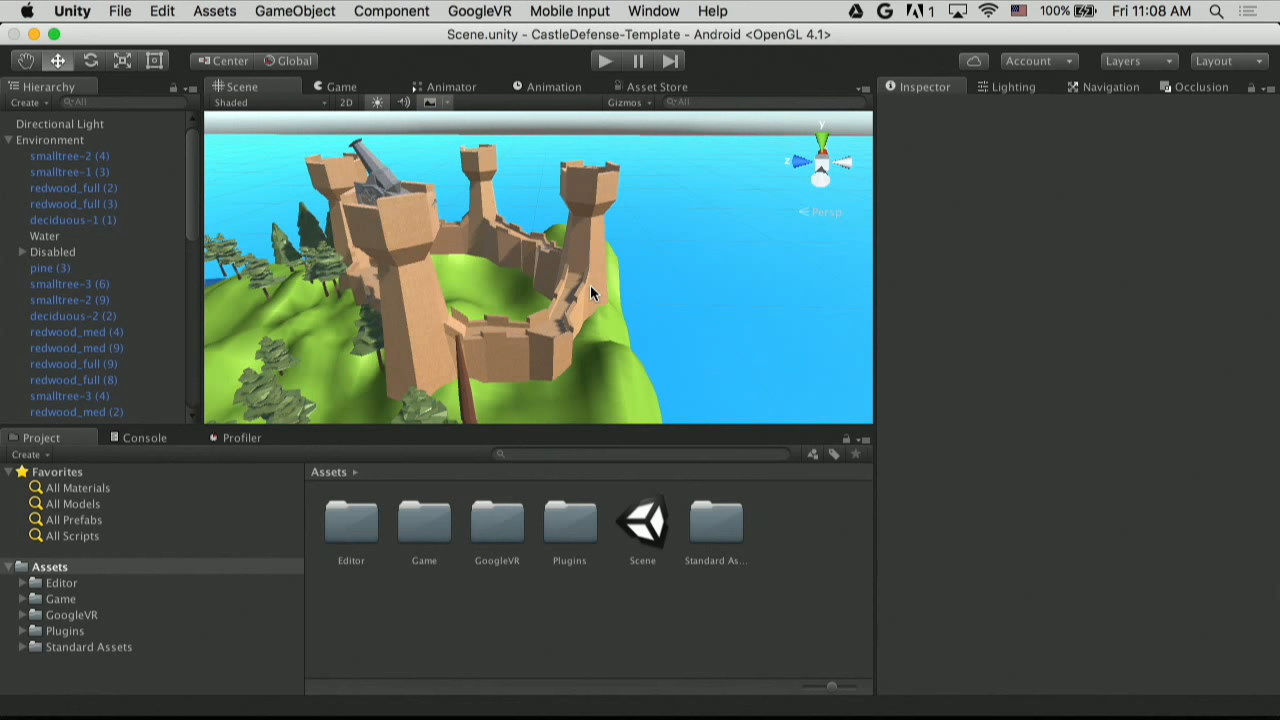 Unity File Edit Assets GameObject Component GoogleVR Mobile Input Window Help 1 100% Fri 11:08 AM
Scene.unity - CastleDefense-Template - Android <OpenGL 4.1>
Center Global Account Layers Layout
Hierarchy Scene Game Animator Animation Asset Store Inspector Lighting Navigation Occlusion
Create All Shaded 2D Gizmos All
Directional Light
Environment
smalltree-2 (4)
smalltree-1 (3)
redwood_full (2)
redwood_full (3)
deciduous-1 (1)
Water
Disabled
pine (3)
smalltree-3 (6)
smalltree-2 (9)
deciduous-2 (2)
redwood_med (4)
redwood_med (9)
redwood_full (9)
redwood_full (8)
smalltree-3 (4)
redwood_med (2)
y
z
Persp
Project Console Profiler
Create
Favorites
All Materials
All Models
All Prefabs
All Scripts
Assets
Editor
Game
GoogleVR
Plugins
Standard Assets
Assets
Editor Game GoogleVR Plugins Scene Standard As...